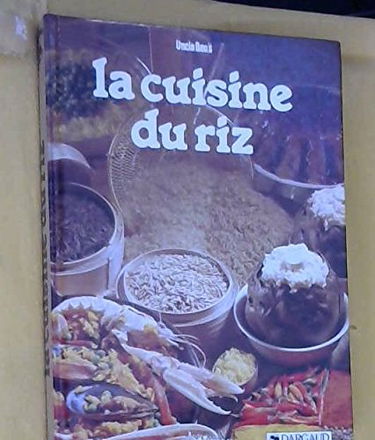 Uncle Ben's
la cuisine
du riz
DARGAUD